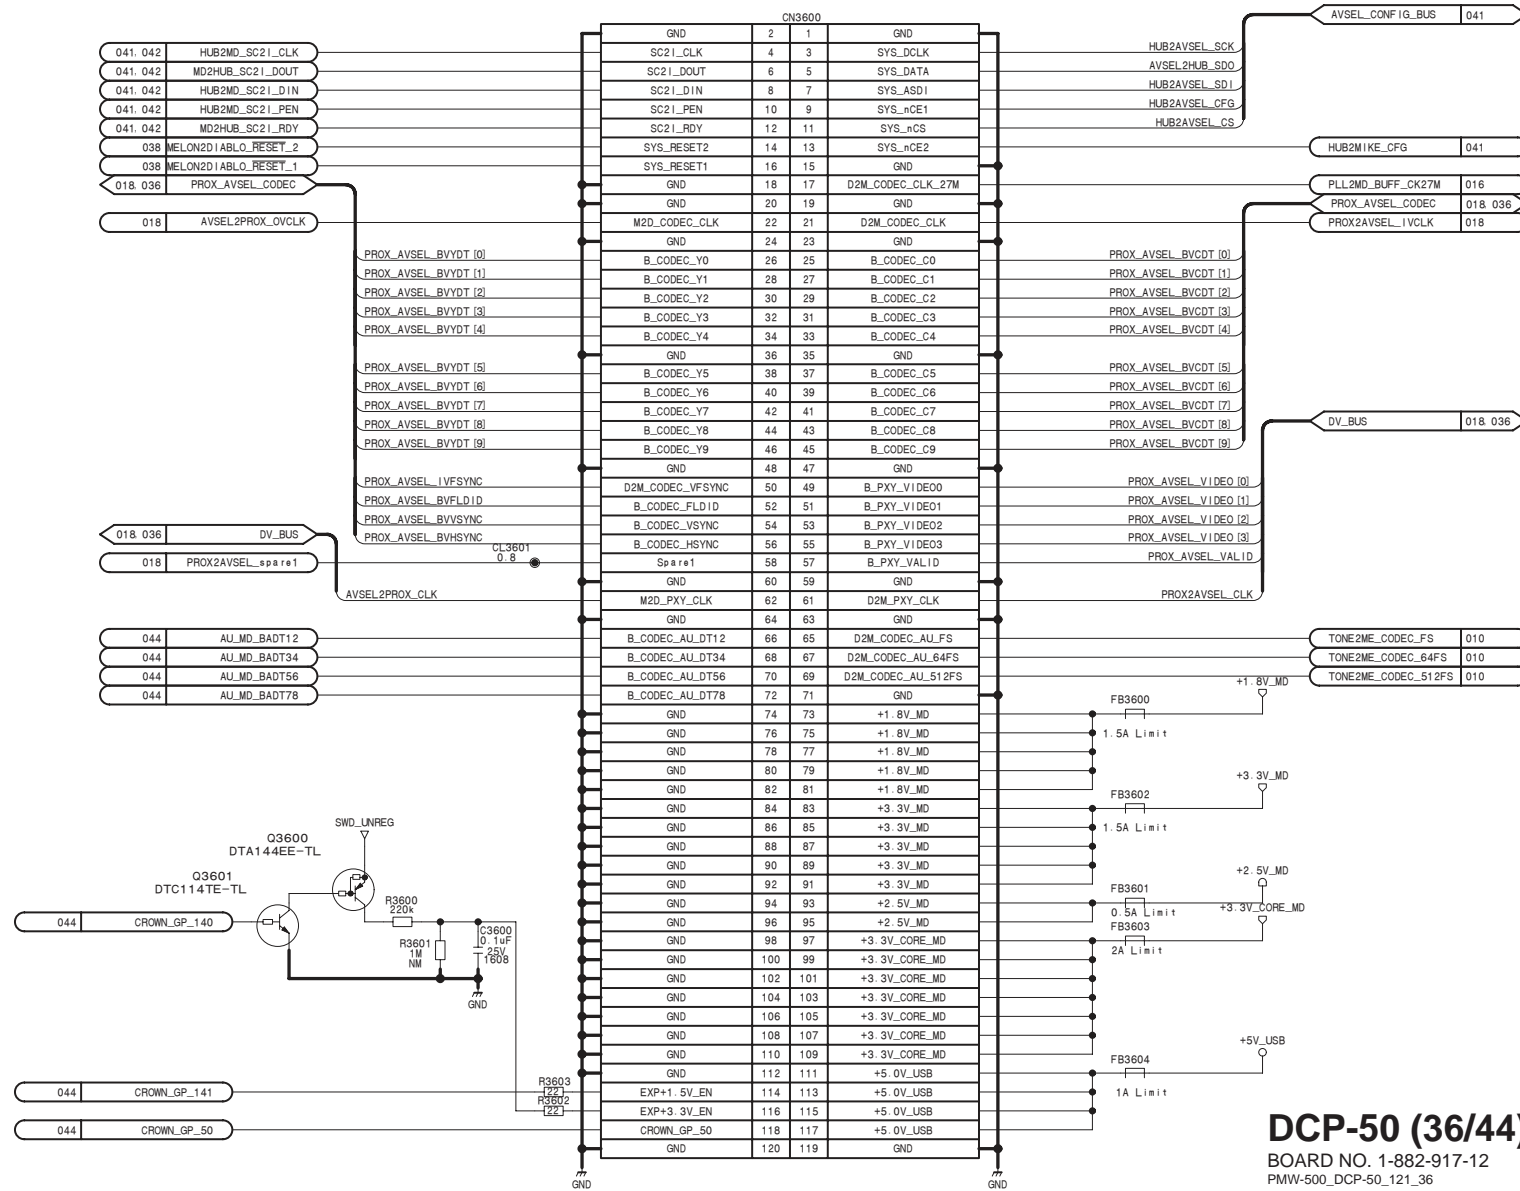 CN3600
AVSEL_CONFIG_BUS 041
GND 2 1 GND
041, 042 HUB2MD_SC2I_CLK SC2I_CLK 4 3 SYS_DCLK HUB2AVSEL_SCK
041, 042 MD2HUB_SC2I_DOUT SC2I_DOUT 6 5 SYS_DATA AVSEL2HUB_SDO
041, 042 HUB2MD_SC2I_DIN SC2I_DIN 8 7 SYS_ASDI HUB2AVSEL_SDI
041, 042 HUB2MD_SC2I_PEN SC2I_PEN 10 9 SYS_nCE1 HUB2AVSEL_CFG
041, 042 MD2HUB_SC2I_RDY SC2I_RDY 12 11 SYS_nCS HUB2AVSEL_CS
038 MELON2DIABLO_RESET_2 SYS_RESET2 14 13 SYS_nCE2 HUB2MIKE_CFG 041
038 MELON2DIABLO_RESET_1 SYS_RESET1 16 15 GND
018, 036 PROX_AVSEL_CODEC GND 18 17 D2M_CODEC_CLK_27M PLL2MD_BUFF_CK27M 016
GND 20 19 GND PROX_AVSEL_CODEC 018, 036
018 AVSEL2PROX_OVCLK M2D_CODEC_CLK 22 21 D2M_CODEC_CLK PROX2AVSEL_IVCLK 018
GND 24 23 GND
PROX_AVSEL_BVYDT [0] B_CODEC_Y0 26 25 B_CODEC_C0 PROX_AVSEL_BVCDT [0]
PROX_AVSEL_BVYDT [1] B_CODEC_Y1 28 27 B_CODEC_C1 PROX_AVSEL_BVCDT [1]
PROX_AVSEL_BVYDT [2] B_CODEC_Y2 30 29 B_CODEC_C2 PROX_AVSEL_BVCDT [2]
PROX_AVSEL_BVYDT [3] B_CODEC_Y3 32 31 B_CODEC_C3 PROX_AVSEL_BVCDT [3]
PROX_AVSEL_BVYDT [4] B_CODEC_Y4 34 33 B_CODEC_C4 PROX_AVSEL_BVCDT [4]
GND 36 35 GND
PROX_AVSEL_BVYDT [5] B_CODEC_Y5 38 37 B_CODEC_C5 PROX_AVSEL_BVCDT [5]
PROX_AVSEL_BVYDT [6] B_CODEC_Y6 40 39 B_CODEC_C6 PROX_AVSEL_BVCDT [6]
PROX_AVSEL_BVYDT [7] B_CODEC_Y7 42 41 B_CODEC_C7 PROX_AVSEL_BVCDT [7]
PROX_AVSEL_BVYDT [8] B_CODEC_Y8 44 43 B_CODEC_C8 PROX_AVSEL_BVCDT [8] DV_BUS 018, 036
PROX_AVSEL_BVYDT [9] B_CODEC_Y9 46 45 B_CODEC_C9 PROX_AVSEL_BVCDT [9]
GND 48 47 GND
PROX_AVSEL_IVFSYNC D2M_CODEC_VFSYNC 50 49 B_PXY_VIDEO0 PROX_AVSEL_VIDEO [0]
PROX_AVSEL_BVFLDID B_CODEC_FLDID 52 51 B_PXY_VIDEO1 PROX_AVSEL_VIDEO [1]
PROX_AVSEL_BVVSYNC B_CODEC_VSYNC 54 53 B_PXY_VIDEO2 PROX_AVSEL_VIDEO [2]
018, 036 DV_BUS PROX_AVSEL_BVHSYNC B_CODEC_HSYNC 56 55 B_PXY_VIDEO3 PROX_AVSEL_VIDEO [3]
CL3601
0.8
018 PROX2AVSEL_spare1 Spare1 58 57 B_PXY_VALID PROX_AVSEL_VALID
GND 60 59 GND
AVSEL2PROX_CLK M2D_PXY_CLK 62 61 D2M_PXY_CLK PROX2AVSEL_CLK
GND 64 63 GND
044 AU_MD_BADT12 B_CODEC_AU_DT12 66 65 D2M_CODEC_AU_FS TONE2ME_CODEC_FS 010
044 AU_MD_BADT34 B_CODEC_AU_DT34 68 67 D2M_CODEC_AU_64FS TONE2ME_CODEC_64FS 010
044 AU_MD_BADT56 B_CODEC_AU_DT56 70 69 D2M_CODEC_AU_512FS TONE2ME_CODEC_512FS 010
044 AU_MD_BADT78 B_CODEC_AU_DT78 72 71 GND
+1.8V_MD
FB3600
GND 74 73 +1.8V_MD
GND 76 75 +1.8V_MD 1.5A Limit
GND 78 77 +1.8V_MD
GND 80 79 +1.8V_MD +3.3V_MD
GND 82 81 +1.8V_MD FB3602
GND 84 83 +3.3V_MD
SWD_UNREG GND 86 85 +3.3V_MD 1.5A Limit
Q3600
DTA144EE-TL
GND 88 87 +3.3V_MD
GND 90 89 +3.3V_MD +2.5V_MD
Q3601
DTC114TE-TL
GND 92 91 +3.3V_MD FB3601
R3600
220k
GND 94 93 +2.5V_MD 0.5A Limit +3.3V_CORE_MD
044 CROWN_GP_140 GND 96 95 +2.5V_MD FB3603
R3601
1M
NM
C3600
0.1uF
25V
1608
GND 98 97 +3.3V_CORE_MD 2A Limit
GND 100 99 +3.3V_CORE_MD
GND 102 101 +3.3V_CORE_MD
GND
GND 104 103 +3.3V_CORE_MD
GND 106 105 +3.3V_CORE_MD
GND 108 107 +3.3V_CORE_MD +5V_USB
GND 110 109 +3.3V_CORE_MD FB3604
GND 112 111 +5.0V_USB
044 CROWN_GP_141 R3603 22 EXP+1.5V_EN 114 113 +5.0V_USB 1A Limit
R3602 22 EXP+3.3V_EN 116 115 +5.0V_USB
044 CROWN_GP_50 CROWN_GP_50 118 117 +5.0V_USB
GND 120 119 GND
GND GND
DCP-50 (36/44)
BOARD NO. 1-882-917-12
PMW-500_DCP-50_121_36